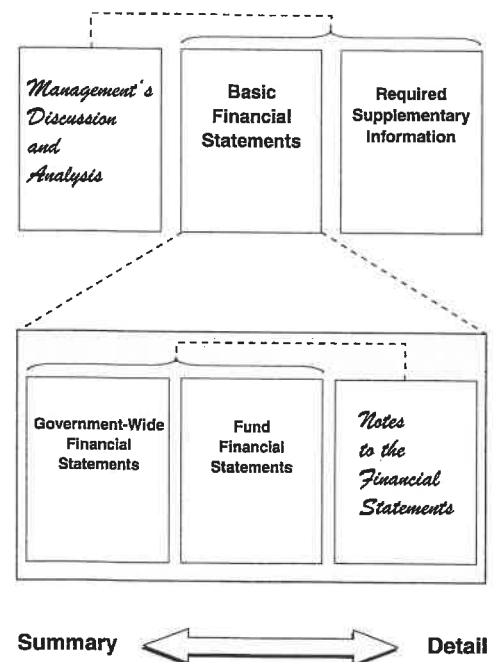 Management's
Discussion
and
Analysis
Basic
Financial
Statements
Required
Supplementary
Information
Government-Wide
Financial
Statements
Fund
Financial
Statements
Notes
to the
Financial
Statements
Summary
Detail